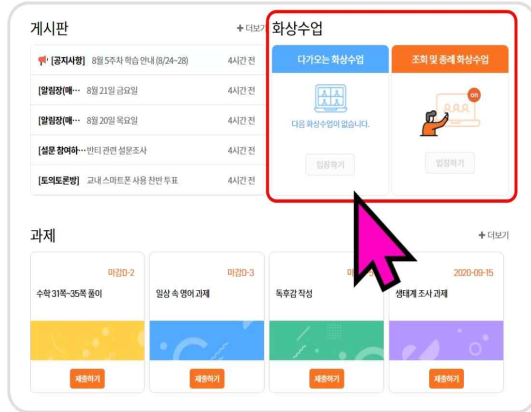 게시판
+ 더보기
[공지사항] 8월 5주차 학습 안내 (8/24~28) 4시간 전
[알림장(매… 8월 21일 금요일 4시간 전
[알림장(매… 8월 20일 목요일 4시간 전
[설문 참여하… 반티 관련 설문조사 4시간 전
[토의토론방] 교내 스마트폰 사용 찬반 투표 4시간 전
화상수업
다가오는 화상수업
다음 화상수업이 없습니다.
입장하기
조회 및 종례 화상수업
on
입장하기
과제
+ 더보기
마감D-2
수학 31쪽~35쪽 풀이
제출하기
마감D-3
일상 속 영어 과제
제출하기
독후감 작성
제출하기
2020-09-15
생태계 조사 과제
제출하기